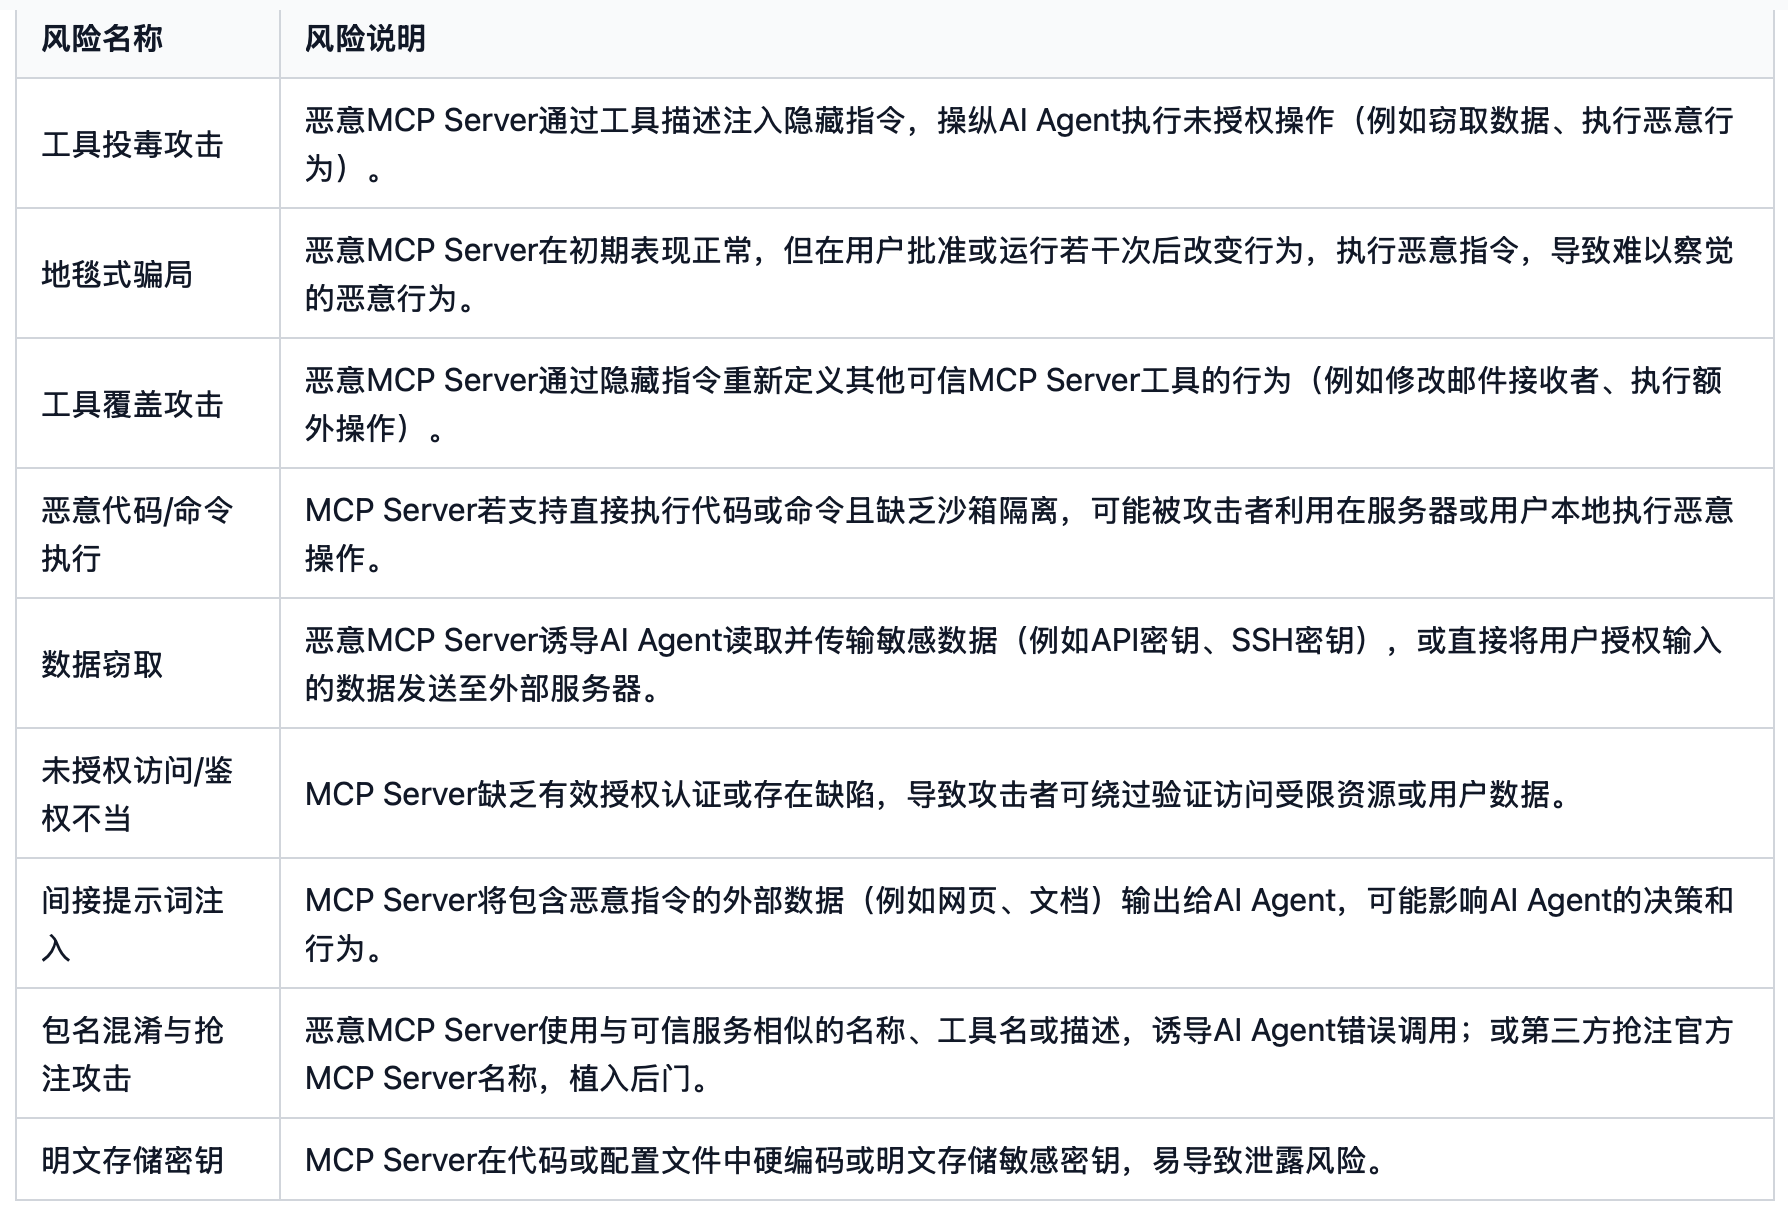 风险名称
风险说明
工具投毒攻击
恶意MCP Server通过工具描述注入隐藏指令，操纵AI Agent执行未授权操作（例如窃取数据、执行恶意行
为）。
地毯式骗局
恶意MCP Server在初期表现正常，但在用户批准或运行若干次后改变行为，执行恶意指令，导致难以察觉
的恶意行为。
工具覆盖攻击
恶意MCP Server通过隐藏指令重新定义其他可信MCP Server工具的行为（例如修改邮件接收者、执行额
外操作）。
恶意代码/命令
执行
MCP Server若支持直接执行代码或命令且缺乏沙箱隔离，可能被攻击者利用在服务器或用户本地执行恶意
操作。
数据窃取
恶意MCP Server诱导AI Agent读取并传输敏感数据（例如API密钥、SSH密钥），或直接将用户授权输入
的数据发送至外部服务器。
未授权访问/鉴
权不当
MCP Server缺乏有效授权认证或存在缺陷，导致攻击者可绕过验证访问受限资源或用户数据。
间接提示词注
入
MCP Server将包含恶意指令的外部数据（例如网页、文档）输出给AI Agent，可能影响AI Agent的决策和
行为。
包名混淆与抢
注攻击
恶意MCP Server使用与可信服务相似的名称、工具名或描述，诱导AI Agent错误调用；或第三方抢注官方
MCP Server名称，植入后门。
明文存储密钥
MCP Server在代码或配置文件中硬编码或明文存储敏感密钥，易导致泄露风险。